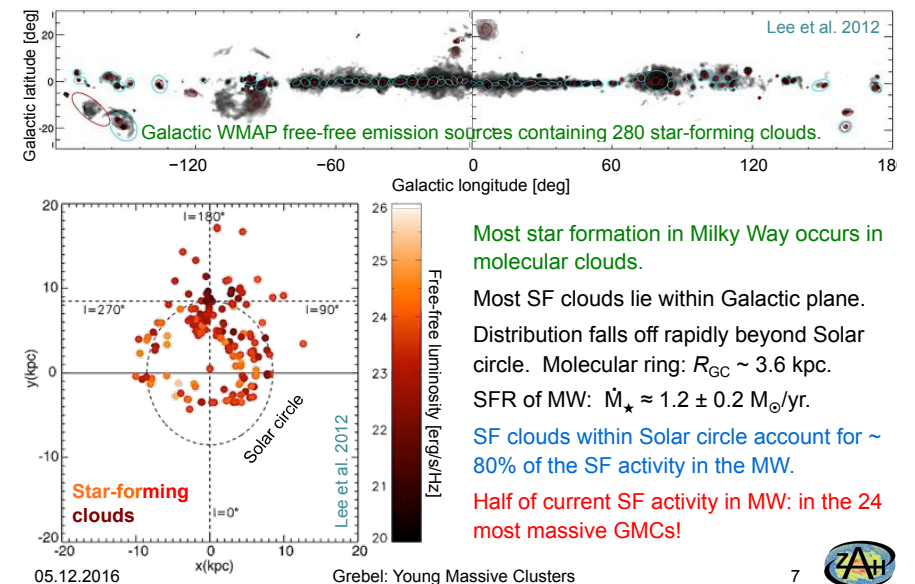 Lee et al. 2012
Galactic latitude [deg]
20
0
-20
Galactic WMAP free-free emission sources containing 280 star-forming clouds.
−120
−60
0
60
120
180
Galactic longitude [deg]
20
10
0
-10
-20
y(kpc)
l=180°
l=270°
l=90°
l=0°
Solar circle
Star-forming
clouds
Lee et al. 2012
-20
-10
0
10
20
x(kpc)
26
25
24
23
22
21
20
Free-free luminosity [erg/s/Hz]
Most star formation in Milky Way occurs in
molecular clouds.
Most SF clouds lie within Galactic plane.
Distribution falls off rapidly beyond Solar
circle. Molecular ring: R_GC ~ 3.6 kpc.
SFR of MW: Ṁ★ ≈ 1.2 ± 0.2 M⊙/yr.
SF clouds within Solar circle account for ~
80% of the SF activity in the MW.
Half of current SF activity in MW: in the 24
most massive GMCs!
05.12.2016
Grebel: Young Massive Clusters
7
ZAH